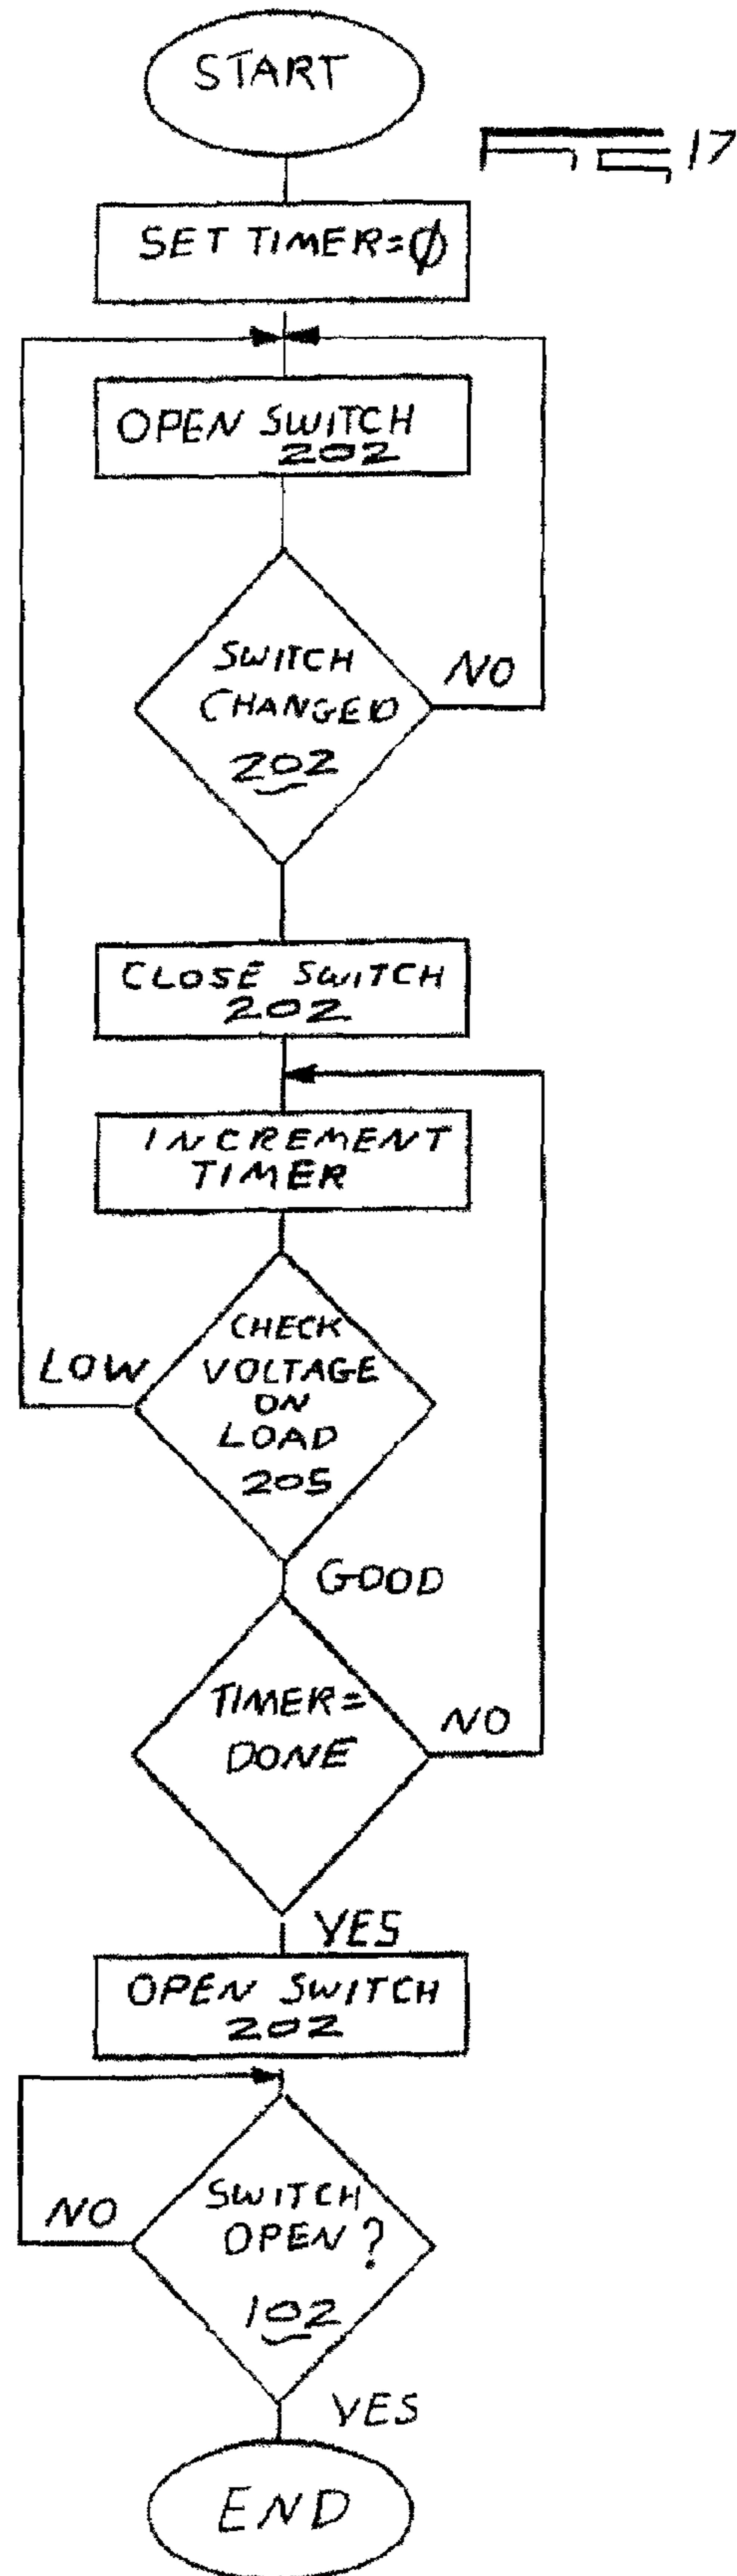 START
FIG 17
SET TIMER=Ø
OPEN SWITCH
202
SWITCH
CHANGED
202
NO
CLOSE SWITCH
202
INCREMENT
TIMER
CHECK
VOLTAGE
ON
LOAD
205
LOW
GOOD
TIMER=
DONE
NO
YES
OPEN SWITCH
202
SWITCH
OPEN?
102
NO
YES
END